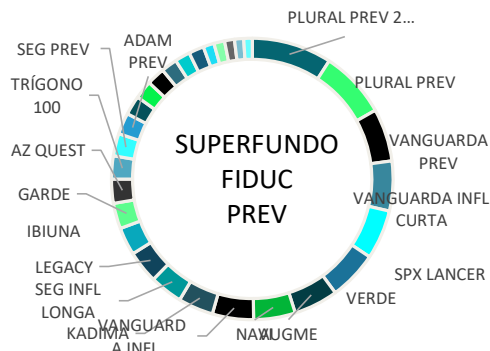 PLURAL PREV 2...
PLURAL PREV
VANGUARDA
PREV
VANGUARDA INFL
CURTA
SPX LANCER
VERDE
AUGME
NAVI
VANGUARD
A INFL
KADIMA
SEG INFL
LONGA
LEGACY
IBIUNA
GARDE
AZ QUEST
TRÍGONO
100
SEG PREV
ADAM
PREV
SUPERFUNDO
FIDUC
PREV